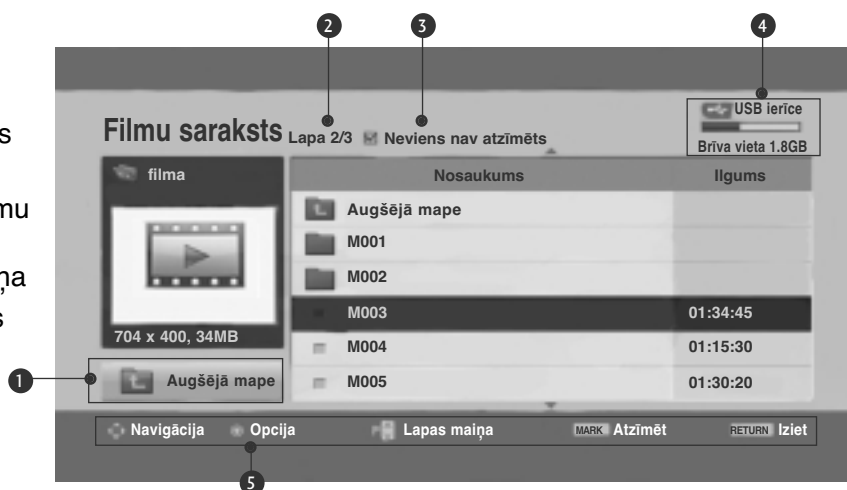 2 3 4
s
mu
ņa
s
USB ierīce
Filmu saraksts Lapa 2/3 Neviens nav atzīmēts
Brīva vieta 1.8GB
filma
Nosaukums Ilgums
Augšējā mape
M001
M002
M003 01:34:45
704 x 400, 34MB
M004 01:15:30
1 Augšējā mape
M005 01:30:20
Navigācija Opcija Lapas maiņa MARK Atzīmēt RETURN Iziet
5